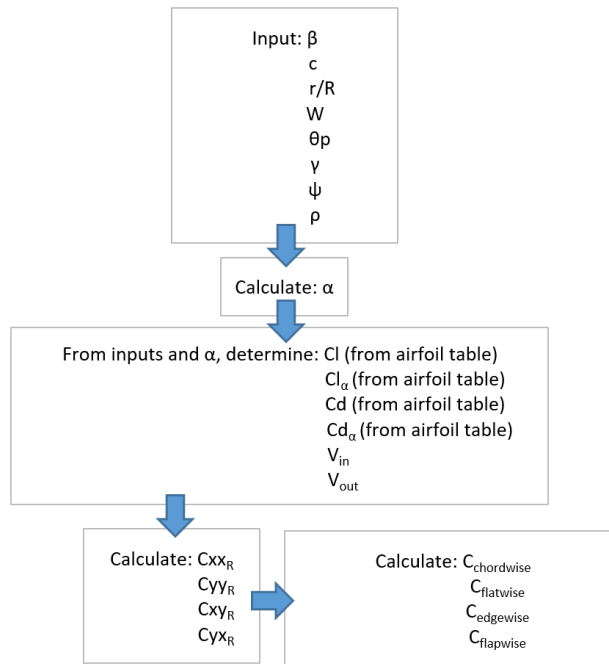 Input: β
c
r/R
W
θp
γ
ψ
ρ
Calculate: α
From inputs and α, determine: Cl (from airfoil table)
Clα (from airfoil table)
Cd (from airfoil table)
Cdα (from airfoil table)
Vin
Vout
Calculate: CxxR
CyyR
CxyR
CyxR
Calculate: Cchordwise
Cflatwise
Cedgewise
Cflapwise